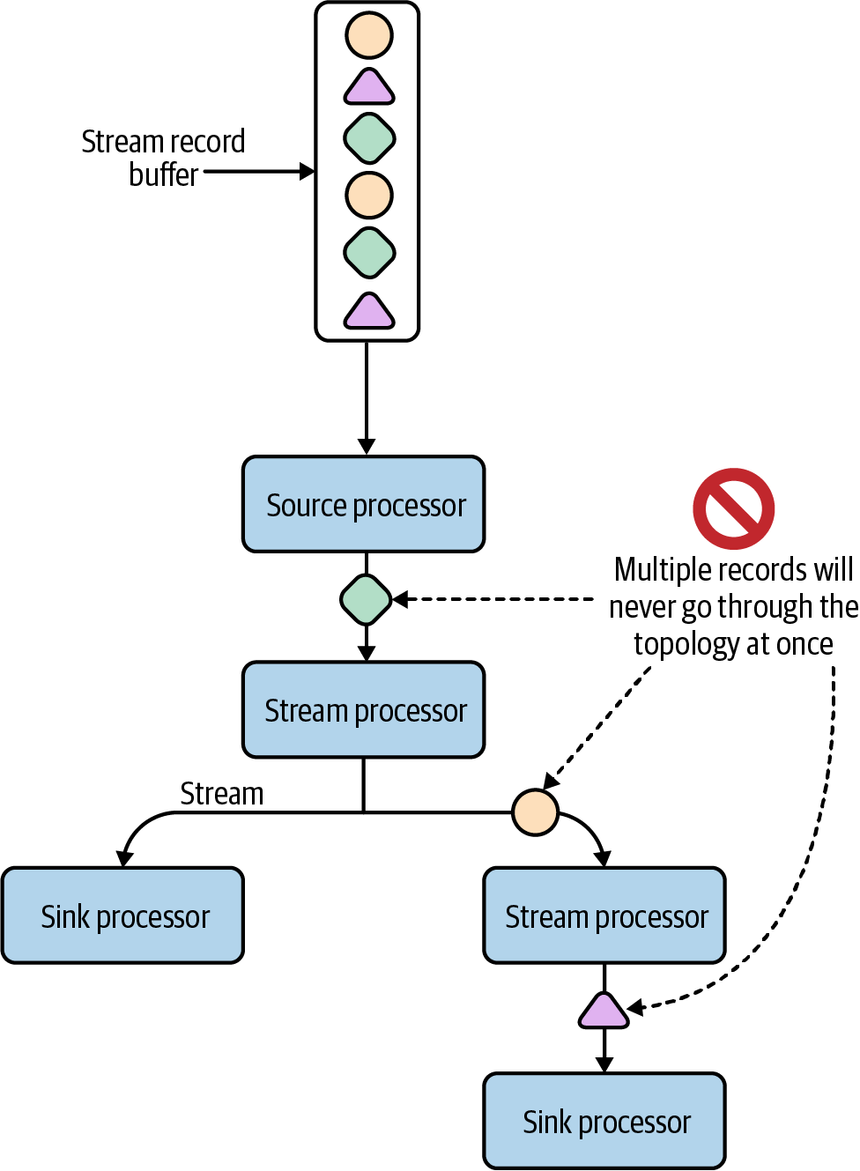 Stream record
buffer
Source processor
Multiple records will
never go through the
topology at once
Stream processor
Stream
Sink processor
Stream processor
Sink processor